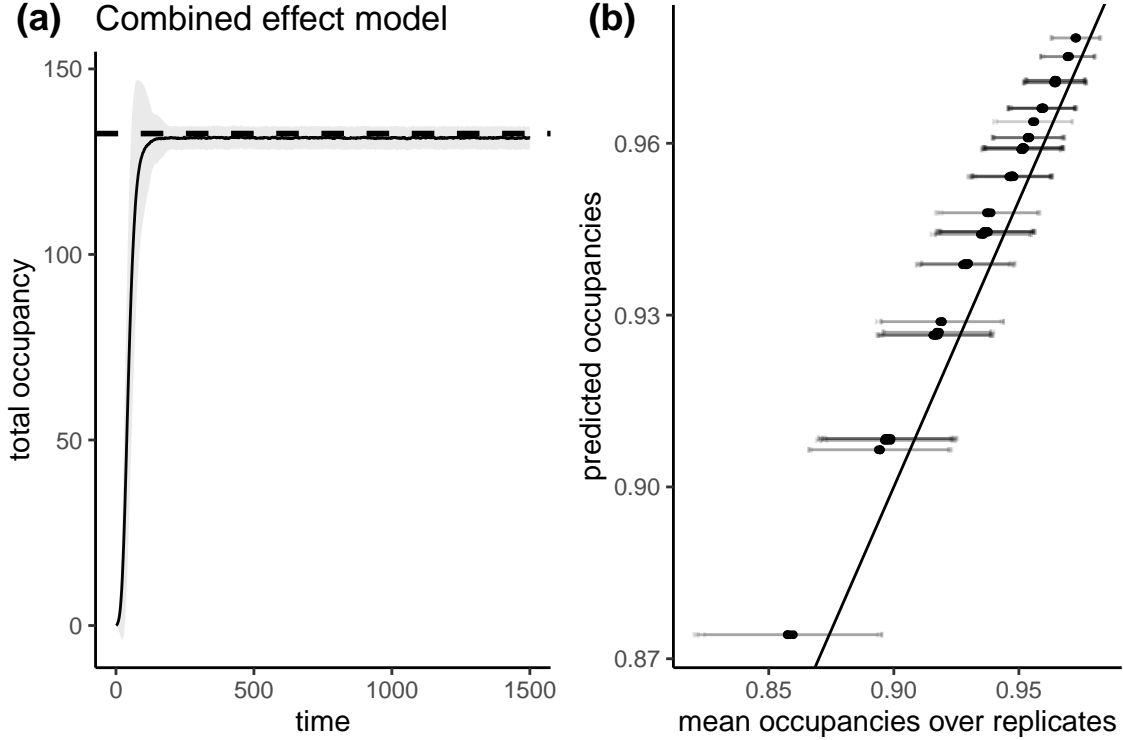 (a) Combined effect model
150
100
50
0
total occupancy
0 500 1000 1500
time
(b)
0.96
0.93
0.90
0.87
predicted occupancies
0.85 0.90 0.95
mean occupancies over replicates